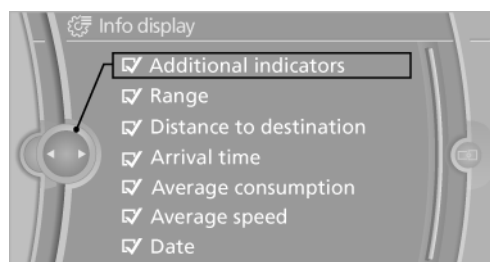 Info display
Additional indicators
Range
Distance to destination
Arrival time
Average consumption
Average speed
Date